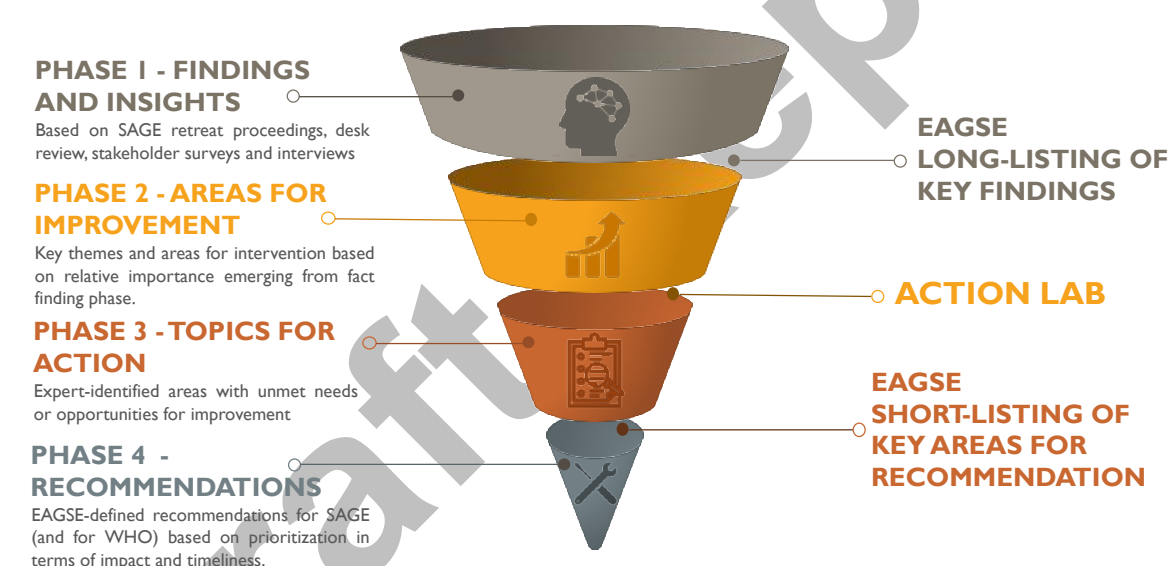 PHASE 1 - FINDINGS
AND INSIGHTS
Based on SAGE retreat proceedings, desk
review, stakeholder surveys and interviews
PHASE 2 - AREAS FOR
IMPROVEMENT
Key themes and areas for intervention based
on relative importance emerging from fact
finding phase.
PHASE 3 - TOPICS FOR
ACTION
Expert-identified areas with unmet needs
or opportunities for improvement
PHASE 4 -
RECOMMENDATIONS
EAGSE-defined recommendations for SAGE
(and for WHO) based on prioritization in
terms of impact and timeliness.
EAGSE
LONG-LISTING OF
KEY FINDINGS
ACTION LAB
EAGSE
SHORT-LISTING OF
KEY AREAS FOR
RECOMMENDATION